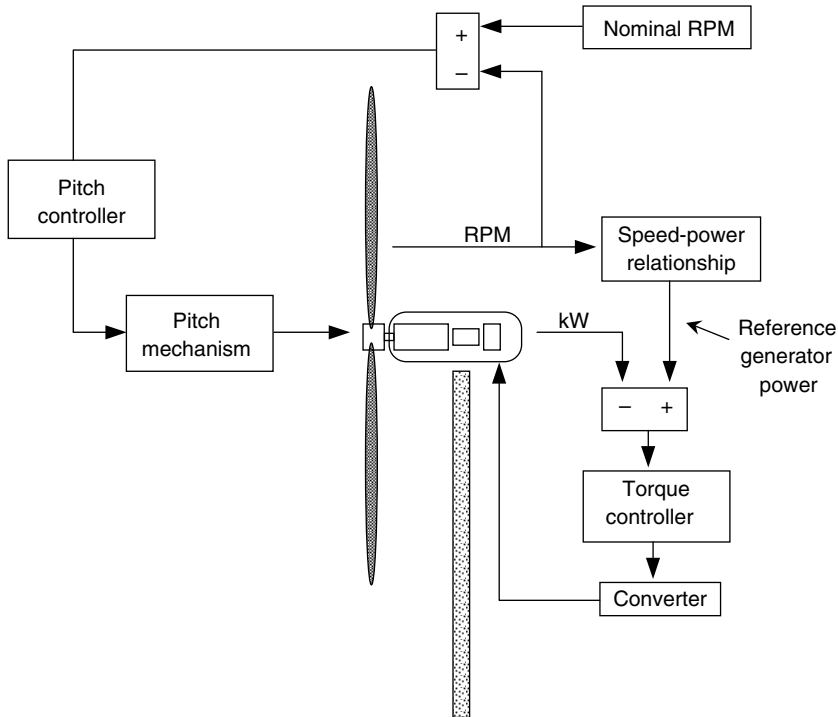 Nominal RPM
+
–
Pitch
controller
RPM
Speed-power
relationship
Pitch
mechanism
kW
Reference
generator
power
– +
Torque
controller
Converter